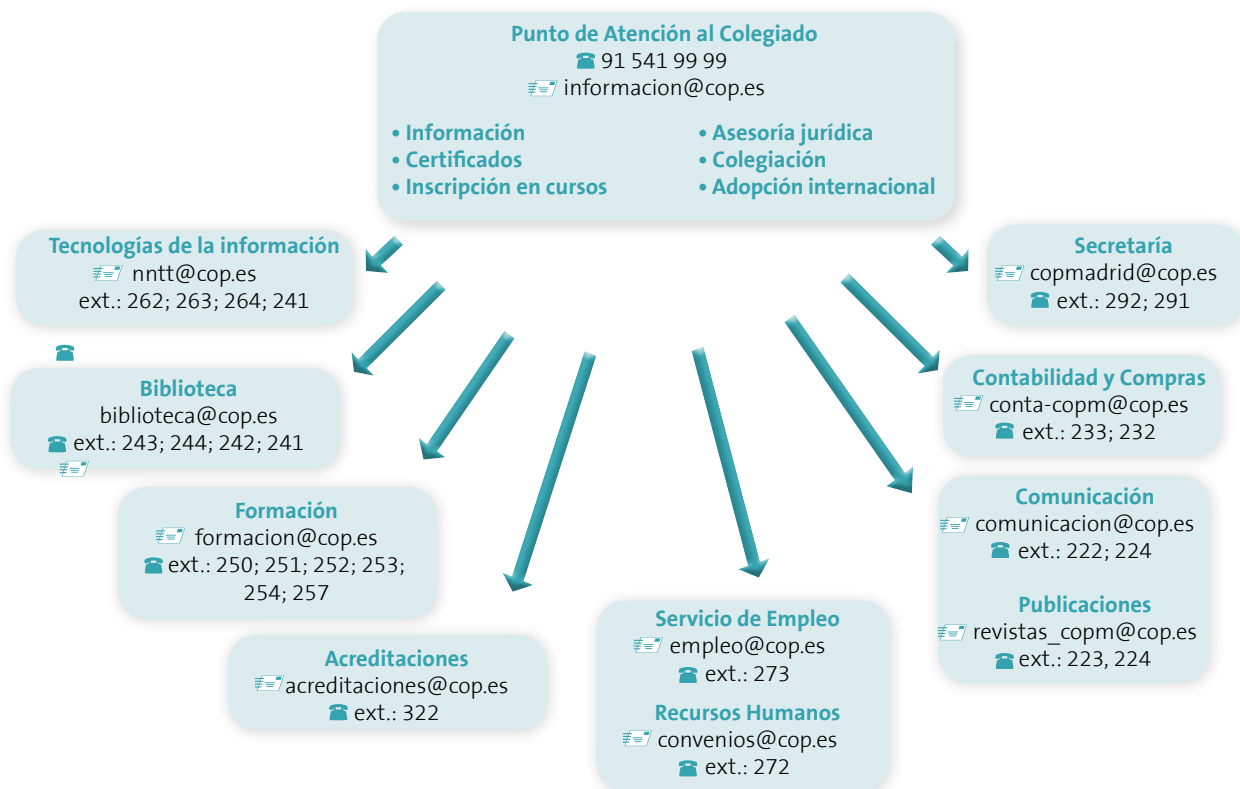 Punto de Atención al Colegiado
☎ 91 541 99 99
informacion@cop.es
• Información
• Certificados
• Inscripción en cursos
• Asesoría jurídica
• Colegiación
• Adopción internacional
Tecnologías de la información
nntt@cop.es
ext.: 262; 263; 264; 241
Secretaría
copmadrid@cop.es
☎ ext.: 292; 291
Biblioteca
biblioteca@cop.es
☎ ext.: 243; 244; 242; 241
Contabilidad y Compras
conta-copm@cop.es
☎ ext.: 233; 232
Formación
formacion@cop.es
☎ ext.: 250; 251; 252; 253;
254; 257
Comunicación
comunicacion@cop.es
☎ ext.: 222; 224
Publicaciones
revistas_copm@cop.es
☎ ext.: 223, 224
Acreditaciones
acreditaciones@cop.es
☎ ext.: 322
Servicio de Empleo
empleo@cop.es
☎ ext.: 273
Recursos Humanos
convenios@cop.es
☎ ext.: 272